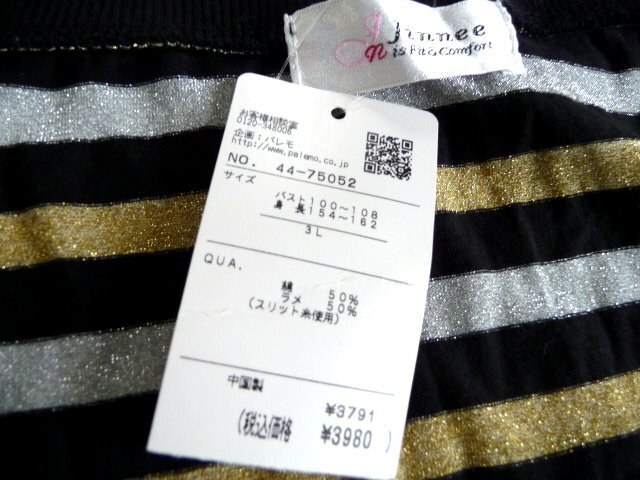 Jinnee
is Fit & Comfort
お客様相談室
0120-348008
企画:パレモ
http://www.palemo.co.jp
NO. 44-75052
サイズ
バスト100〜108
身 長154〜162
3L
QUA.
綿 50%
ラメ 50%
(スリット糸使用)
中国製
¥3791
(税込価格 ¥3980)